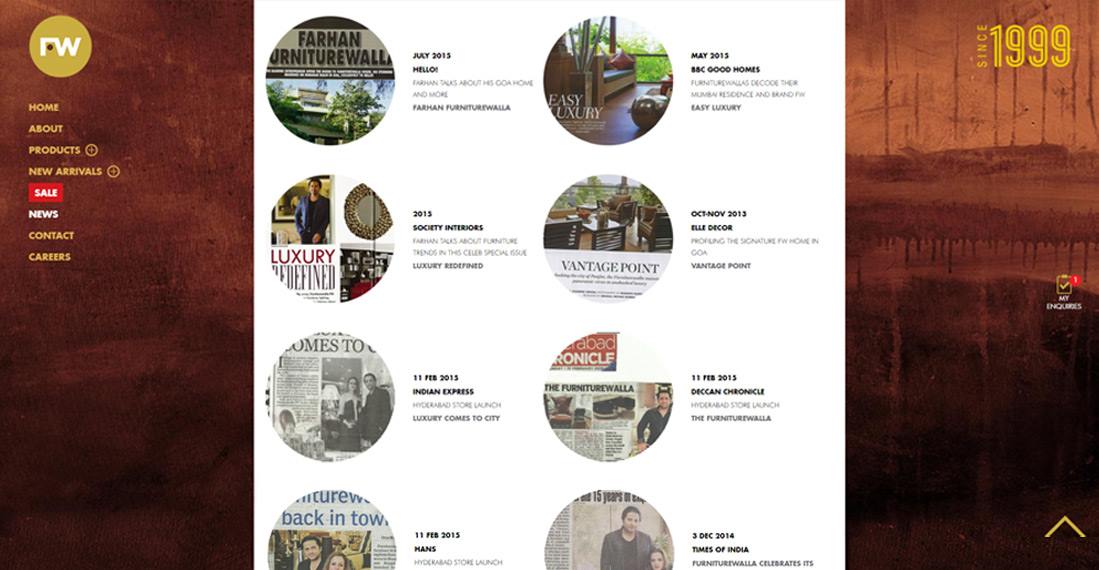 FW
HOME
ABOUT
PRODUCTS
NEW ARRIVALS
SALE
NEWS
CONTACT
CAREERS
FARHAN
FURNITUREWALLA
JULY 2015
HELLO!
FARHAN TALKS ABOUT HIS GOA HOME
AND MORE
FARHAN FURNITUREWALLA
EASY
LUXURY
MAY 2015
BBC GOOD HOMES
FURNITUREWALLAS DECODE THEIR
MUMBAI RESIDENCE AND BRAND FW
EASY LUXURY
LUXURY
REDEFINED
2015
SOCIETY INTERIORS
FARHAN TALKS ABOUT FURNITURE
TRENDS IN THIS CELEB SPECIAL ISSUE
LUXURY REDEFINED
VANTAGE POINT
OCT-NOV 2013
ELLE DECOR
PROFILING THE SIGNATURE FW HOME IN
GOA
VANTAGE POINT
OMES TO C
11 FEB 2015
INDIAN EXPRESS
HYDERABAD STORE LAUNCH
LUXURY COMES TO CITY
erabad
RONICLE
THE FURNITUREWALLA
11 FEB 2015
DECCAN CHRONICLE
HYDERABAD STORE LAUNCH
THE FURNITUREWALLA
niturew
back in town
11 FEB 2015
HANS
HYDERABAD STORE LAUNCH
the 15 years of
3 DEC 2014
TIMES OF INDIA
FURNITUREWALLA CELEBRATES ITS
SINCE
1999
1
MY
ENQUIRIES